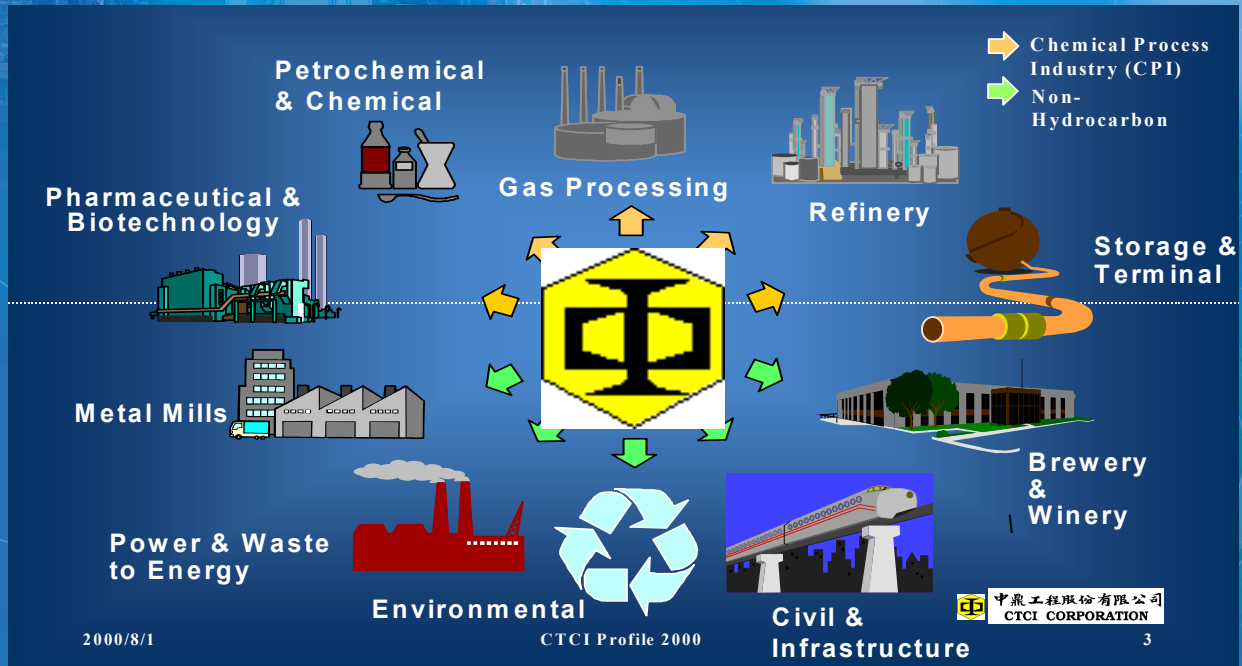 Chemical Process
Industry (CPI)
Non-
Hydrocarbon
Petrochemical
& Chemical
Gas Processing
Refinery
Pharmaceutical &
Biotechnology
Storage &
Terminal
Metal Mills
Brewery
&
Winery
Power & Waste
to Energy
Environmental
Civil &
Infrastructure
中鼎工程股份有限公司
CTCI CORPORATION
2000/8/1
CTCI Profile 2000
3